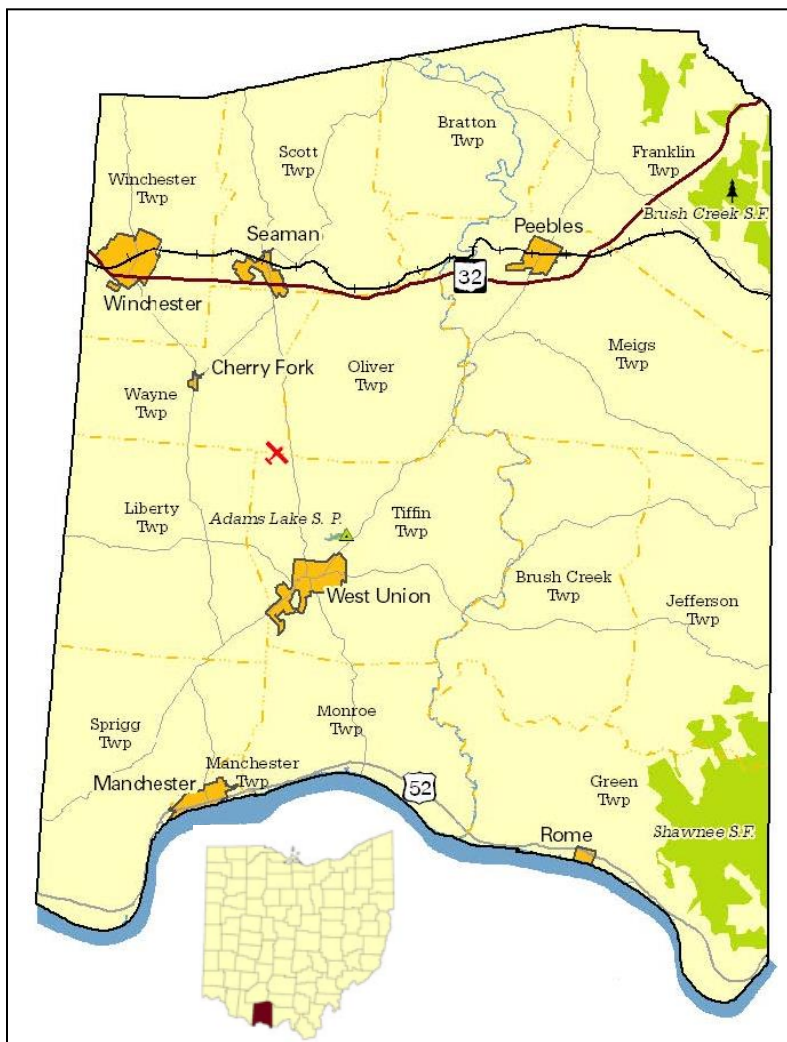 Bratton
Twp
Scott
Twp
Franklin
Twp
Winchester
Twp
Brush Creek S.F.
Seaman
Peebles
32
Winchester
Meigs
Twp
Cherry Fork
Oliver
Twp
Wayne
Twp
Liberty
Twp
Adams Lake S. P.
Tiffin
Twp
Brush Creek
Twp
West Union
Jefferson
Twp
Sprigg
Twp
Monroe
Twp
Manchester
Manchester
Twp
52
Green
Twp
Rome
Shawnee S.F.